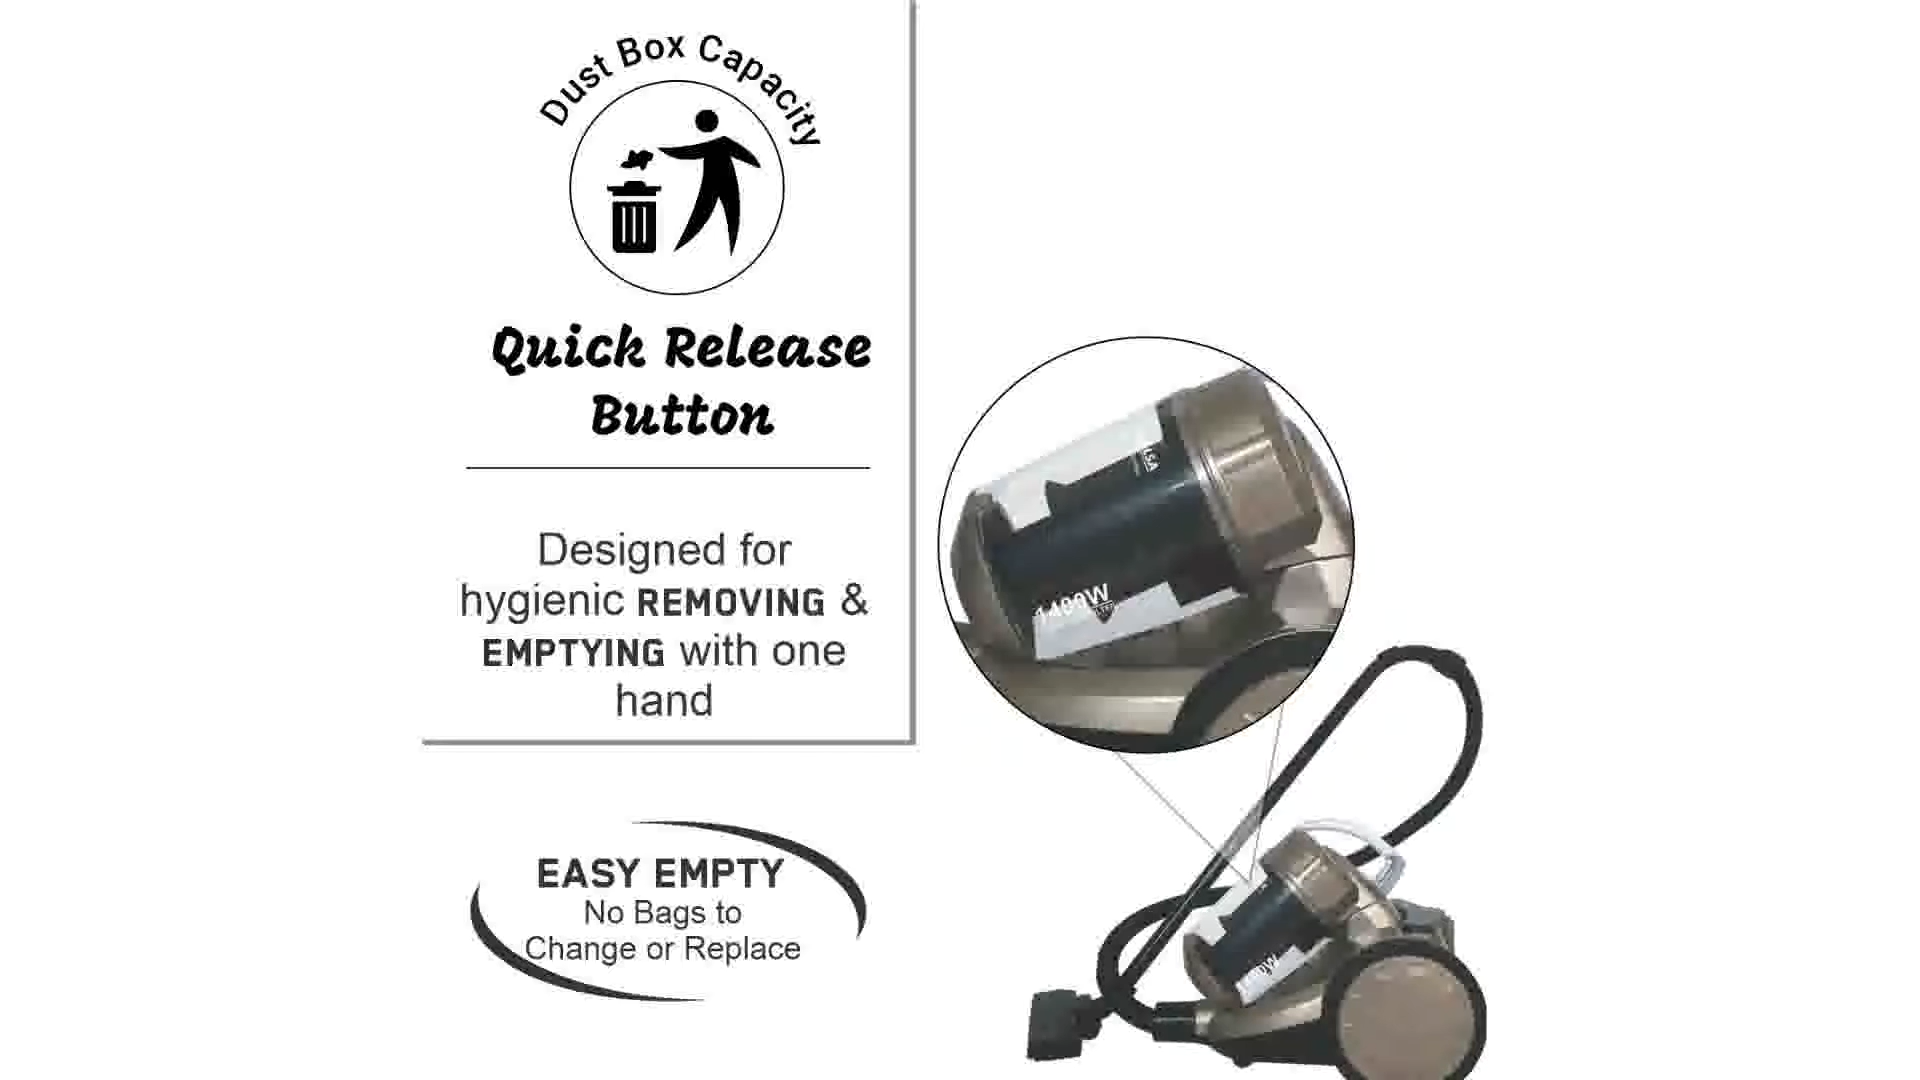 Dust Box Capacity
Quick Release
Button
Designed for
hygienic REMOVING &
EMPTYING with one
hand
EASY EMPTY
No Bags to
Change or Replace
1400W